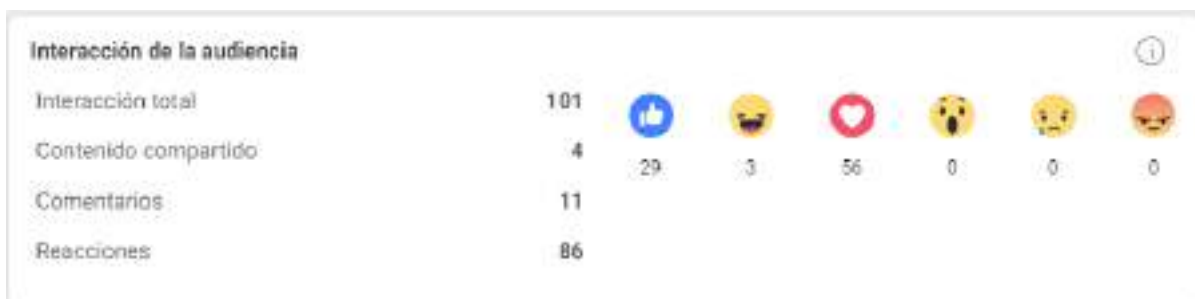 Interacción de la audiencia
Interacción total 101
Contenido compartido 4
Comentarios 11
Reacciones 86
29 3 56 0 0 0